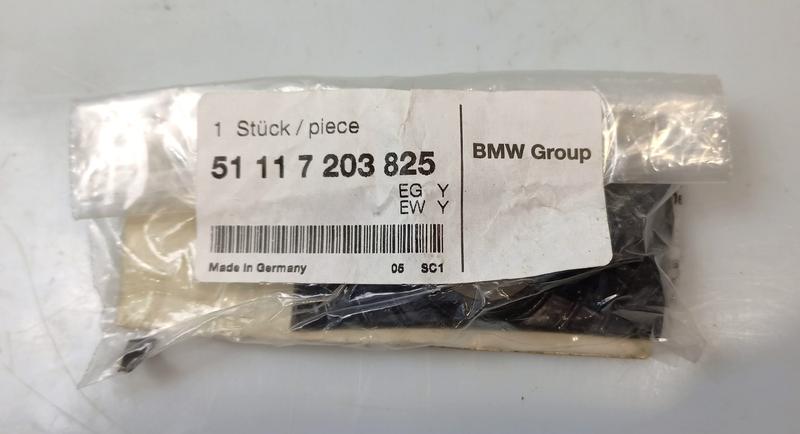 1 Stück / piece
51 11 7 203 825
EG Y
EW Y
Made in Germany 05 SC1
BMW Group